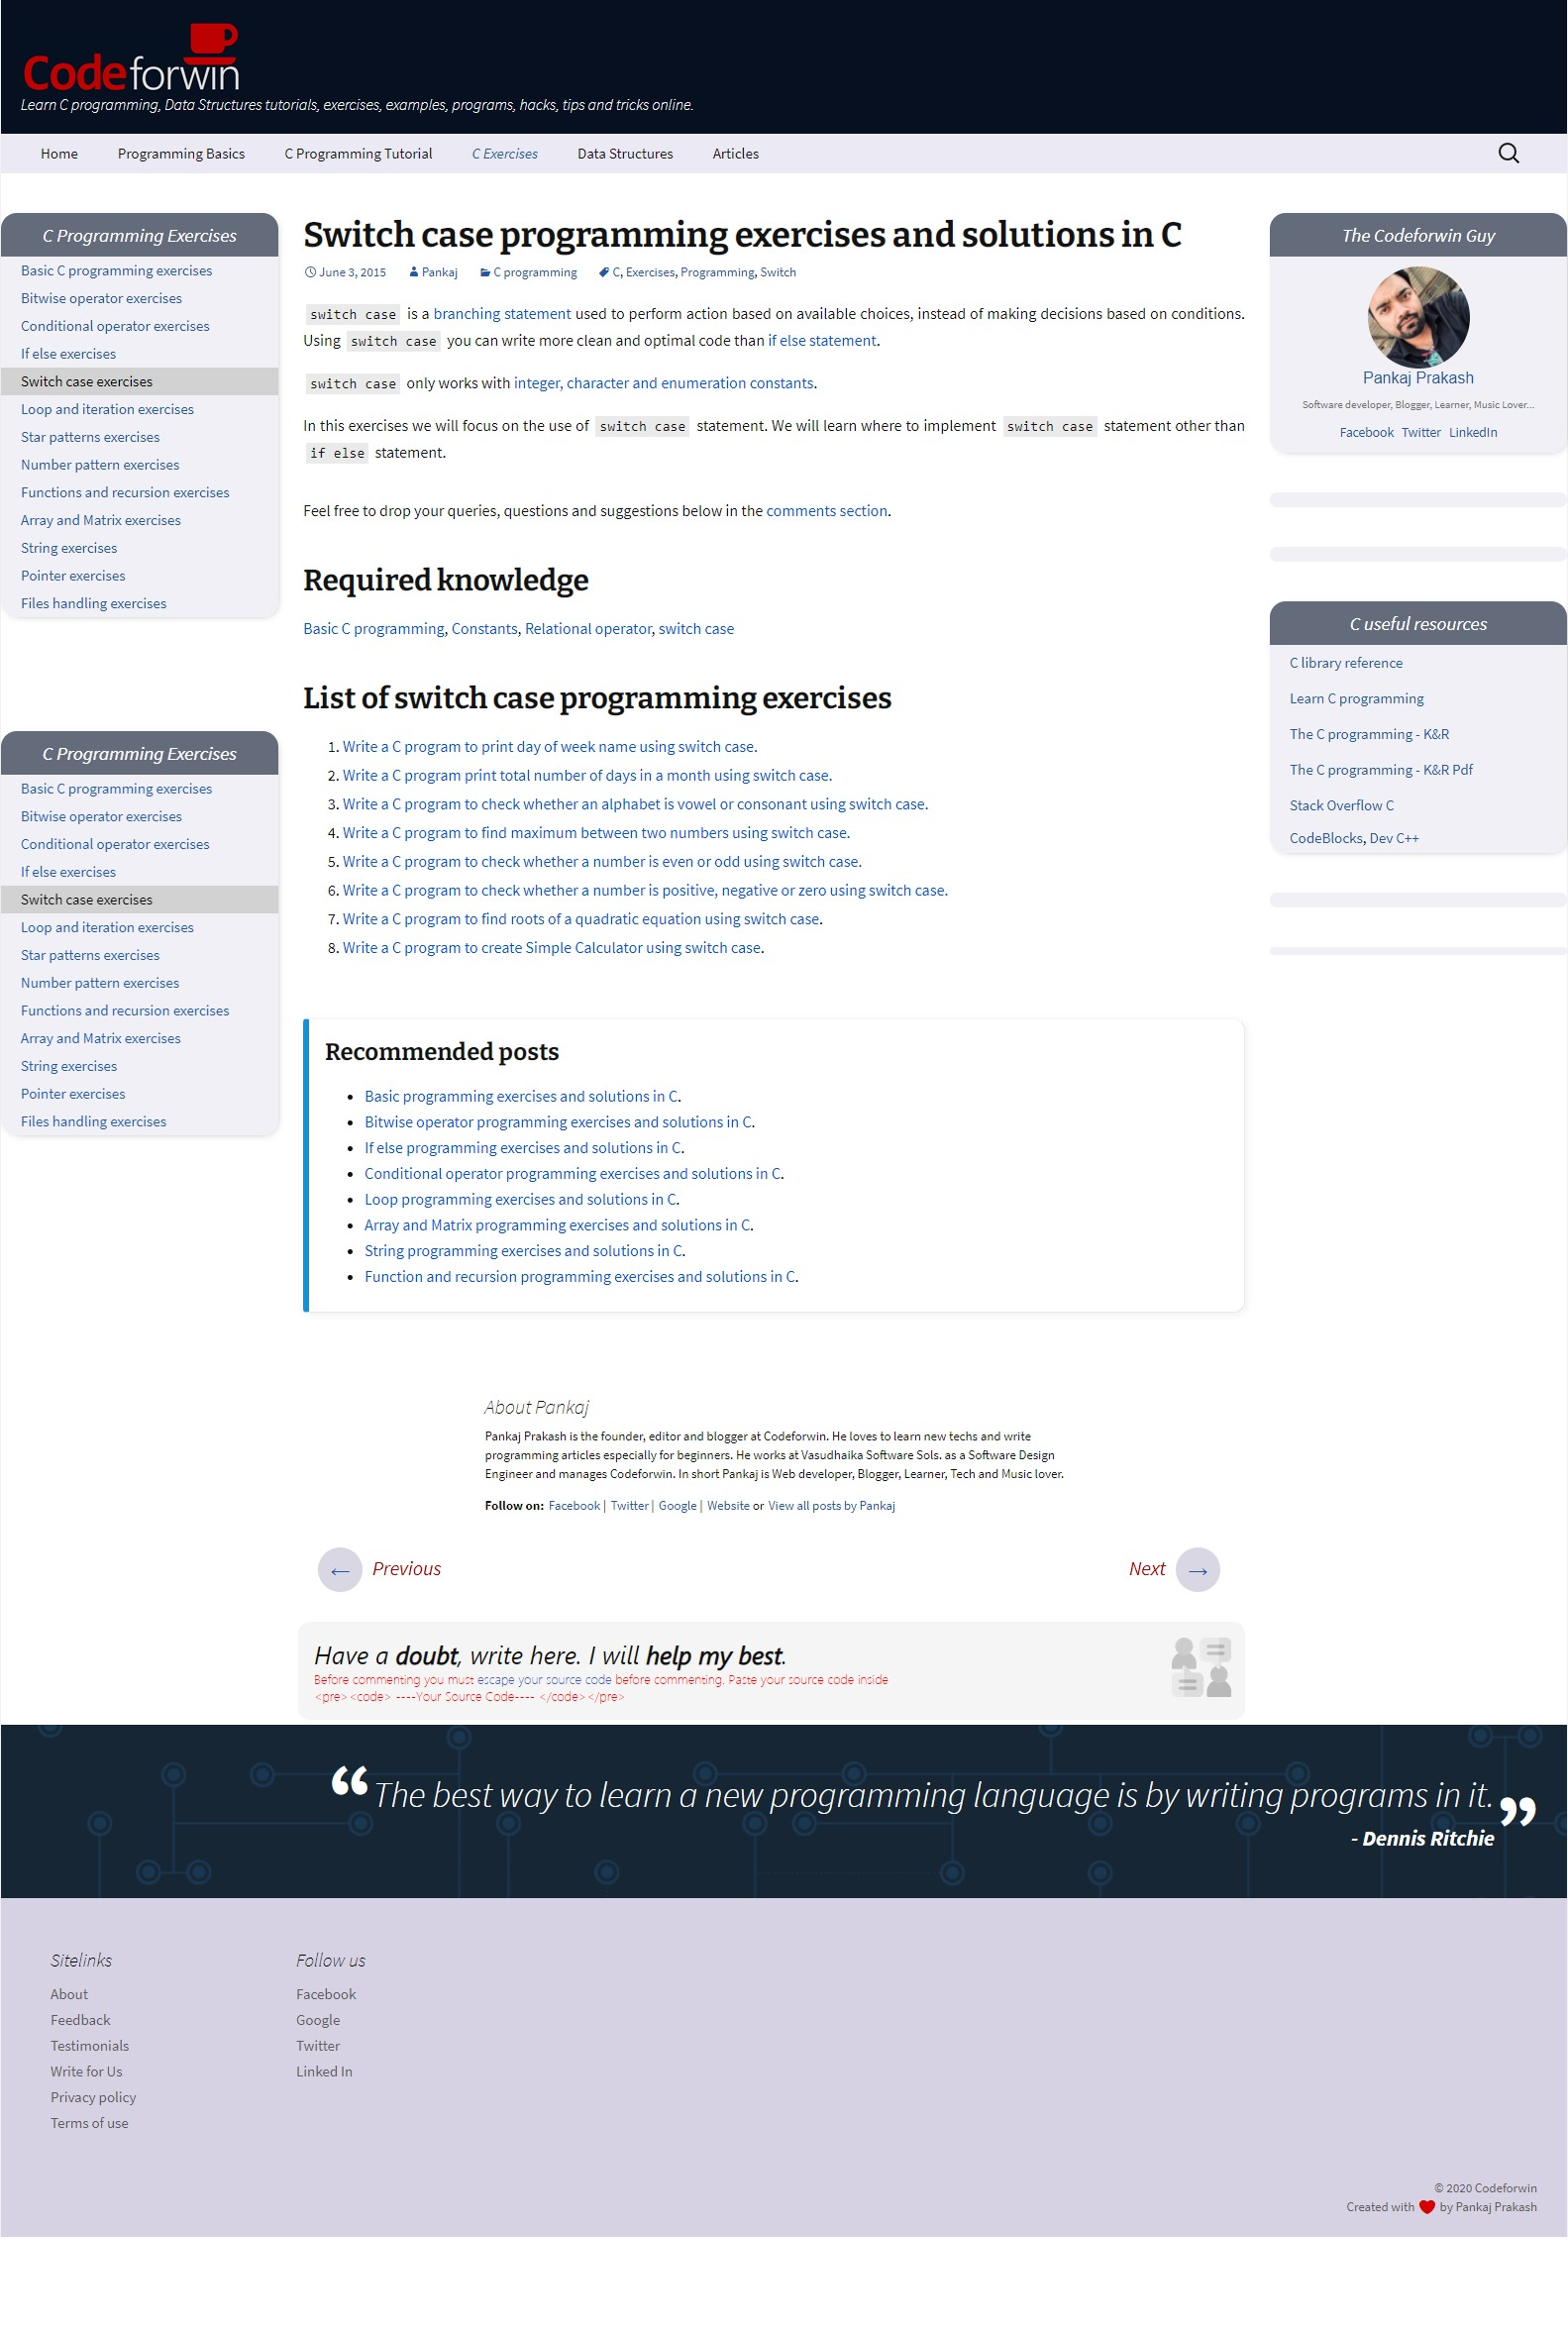 Codeforwin
Learn C programming, Data Structures tutorials, exercises, examples, programs, hacks, tips and tricks online.
Home Programming Basics C Programming Tutorial C Exercises Data Structures Articles
C Programming Exercises
Basic C programming exercises
Bitwise operator exercises
Conditional operator exercises
If else exercises
Switch case exercises
Loop and iteration exercises
Star patterns exercises
Number pattern exercises
Functions and recursion exercises
Array and Matrix exercises
String exercises
Pointer exercises
Files handling exercises
C Programming Exercises
Basic C programming exercises
Bitwise operator exercises
Conditional operator exercises
If else exercises
Switch case exercises
Loop and iteration exercises
Star patterns exercises
Number pattern exercises
Functions and recursion exercises
Array and Matrix exercises
String exercises
Pointer exercises
Files handling exercises
Switch case programming exercises and solutions in C
June 3, 2015 Pankaj C programming C, Exercises, Programming, Switch
switch case is a branching statement used to perform action based on available choices, instead of making decisions based on conditions.
Using switch case you can write more clean and optimal code than if else statement.
switch case only works with integer, character and enumeration constants.
In this exercises we will focus on the use of switch case statement. We will learn where to implement switch case statement other than
if else statement.
Feel free to drop your queries, questions and suggestions below in the comments section.
Required knowledge
Basic C programming, Constants, Relational operator, switch case
List of switch case programming exercises
1. Write a C program to print day of week name using switch case.
2. Write a C program print total number of days in a month using switch case.
3. Write a C program to check whether an alphabet is vowel or consonant using switch case.
4. Write a C program to find maximum between two numbers using switch case.
5. Write a C program to check whether a number is even or odd using switch case.
6. Write a C program to check whether a number is positive, negative or zero using switch case.
7. Write a C program to find roots of a quadratic equation using switch case.
8. Write a C program to create Simple Calculator using switch case.
Recommended posts
• Basic programming exercises and solutions in C.
• Bitwise operator programming exercises and solutions in C.
• If else programming exercises and solutions in C.
• Conditional operator programming exercises and solutions in C.
• Loop programming exercises and solutions in C.
• Array and Matrix programming exercises and solutions in C.
• String programming exercises and solutions in C.
• Function and recursion programming exercises and solutions in C.
About Pankaj
Pankaj Prakash is the founder, editor and blogger at Codeforwin. He loves to learn new techs and write
programming articles especially for beginners. He works at Vasudhaika Software Sols. as a Software Design
Engineer and manages Codeforwin. In short Pankaj is Web developer, Blogger, Learner, Tech and Music lover.
Follow on: Facebook | Twitter | Google | Website or View all posts by Pankaj
← Previous Next →
Have a doubt, write here. I will help my best.
Before commenting you must escape your source code before commenting. Paste your source code inside
<pre><code> ----Your Source Code---- </code></pre>
The Codeforwin Guy
Pankaj Prakash
Software developer, Blogger, Learner, Music Lover...
Facebook Twitter LinkedIn
C useful resources
C library reference
Learn C programming
The C programming - K&R
The C programming - K&R Pdf
Stack Overflow C
CodeBlocks, Dev C++
“The best way to learn a new programming language is by writing programs in it.”
- Dennis Ritchie
Sitelinks
About
Feedback
Testimonials
Write for Us
Privacy policy
Terms of use
Follow us
Facebook
Google
Twitter
Linked In
© 2020 Codeforwin
Created with ❤ by Pankaj Prakash